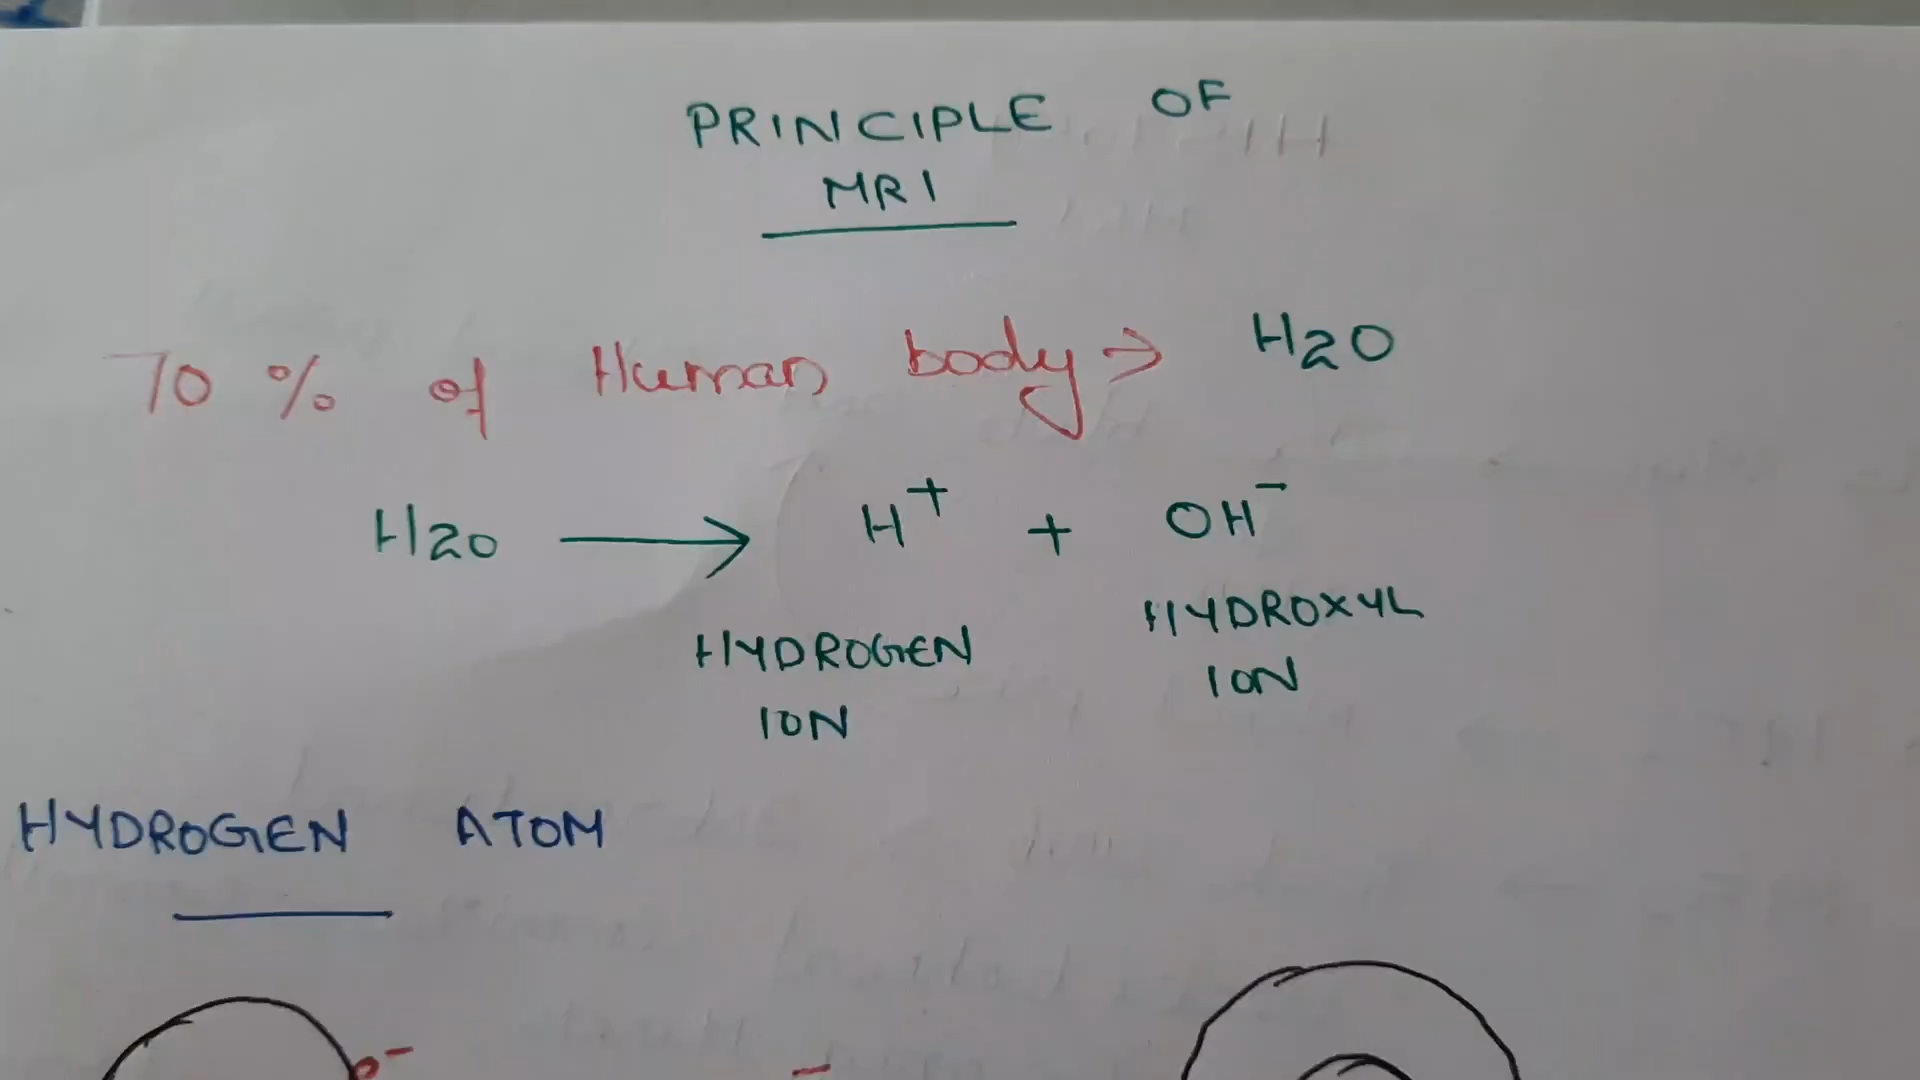 PRINCIPLE OF
MRI
70 % of Human body → H2O
H2O → H⁺ + OH⁻
HYDROGEN ION
HYDROXYL ION
HYDROGEN ATOM
e⁻